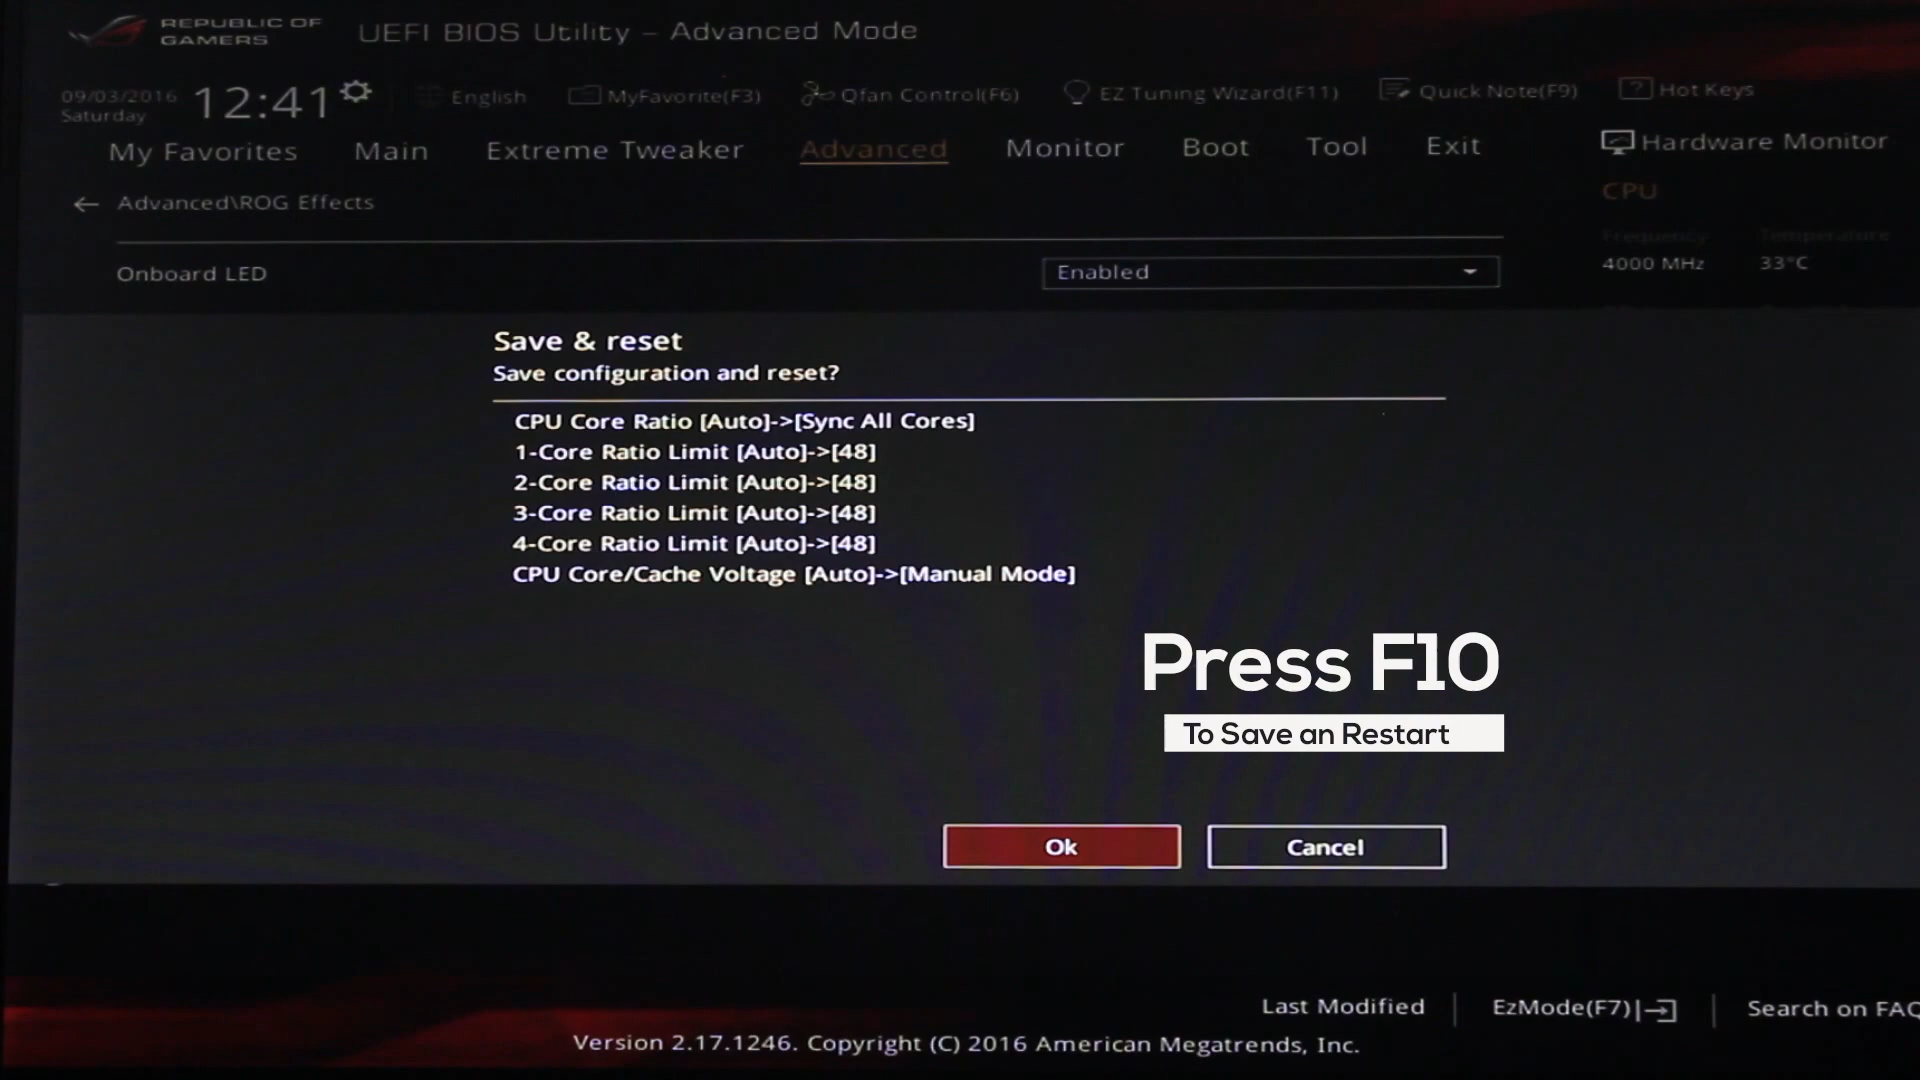 REPUBLIC OF
GAMERS
UEFI BIOS Utility – Advanced Mode
09/03/2016
Saturday
12:41
English
MyFavorite(F3)
Qfan Control(F6)
EZ Tuning Wizard(F11)
Quick Note(F9)
? Hot Keys
My Favorites
Main
Extreme Tweaker
Advanced
Monitor
Boot
Tool
Exit
Hardware Monitor
Advanced\ROG Effects
CPU
Frequency
Temperature
4000 MHz
33°C
Onboard LED
Enabled
Save & reset
Save configuration and reset?
CPU Core Ratio [Auto]->[Sync All Cores]
1-Core Ratio Limit [Auto]->[48]
2-Core Ratio Limit [Auto]->[48]
3-Core Ratio Limit [Auto]->[48]
4-Core Ratio Limit [Auto]->[48]
CPU Core/Cache Voltage [Auto]->[Manual Mode]
Press F10
To Save an Restart
Ok
Cancel
Last Modified
EzMode(F7)
Search on FAQ
Version 2.17.1246. Copyright (C) 2016 American Megatrends, Inc.